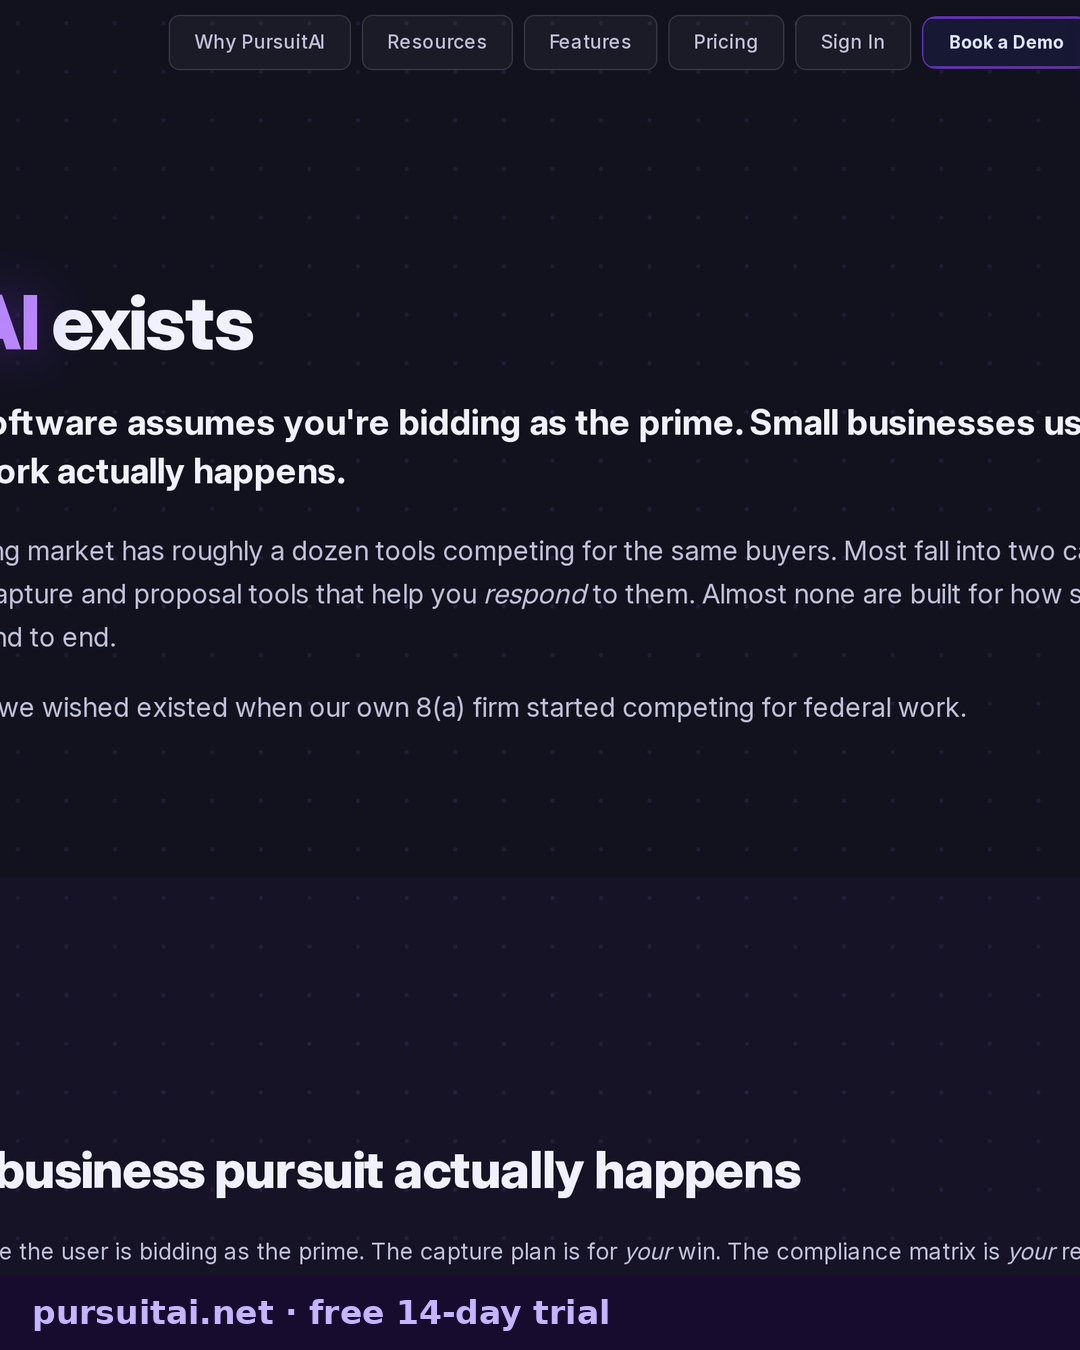 Why PursuitAI Resources Features Pricing Sign In Book a Demo
AI exists
oftware assumes you're bidding as the prime. Small businesses us
ork actually happens.
ng market has roughly a dozen tools competing for the same buyers. Most fall into two ca
apture and proposal tools that help you respond to them. Almost none are built for how s
nd to end.
we wished existed when our own 8(a) firm started competing for federal work.
business pursuit actually happens
e the user is bidding as the prime. The capture plan is for your win. The compliance matrix is your re
pursuitai.net · free 14-day trial